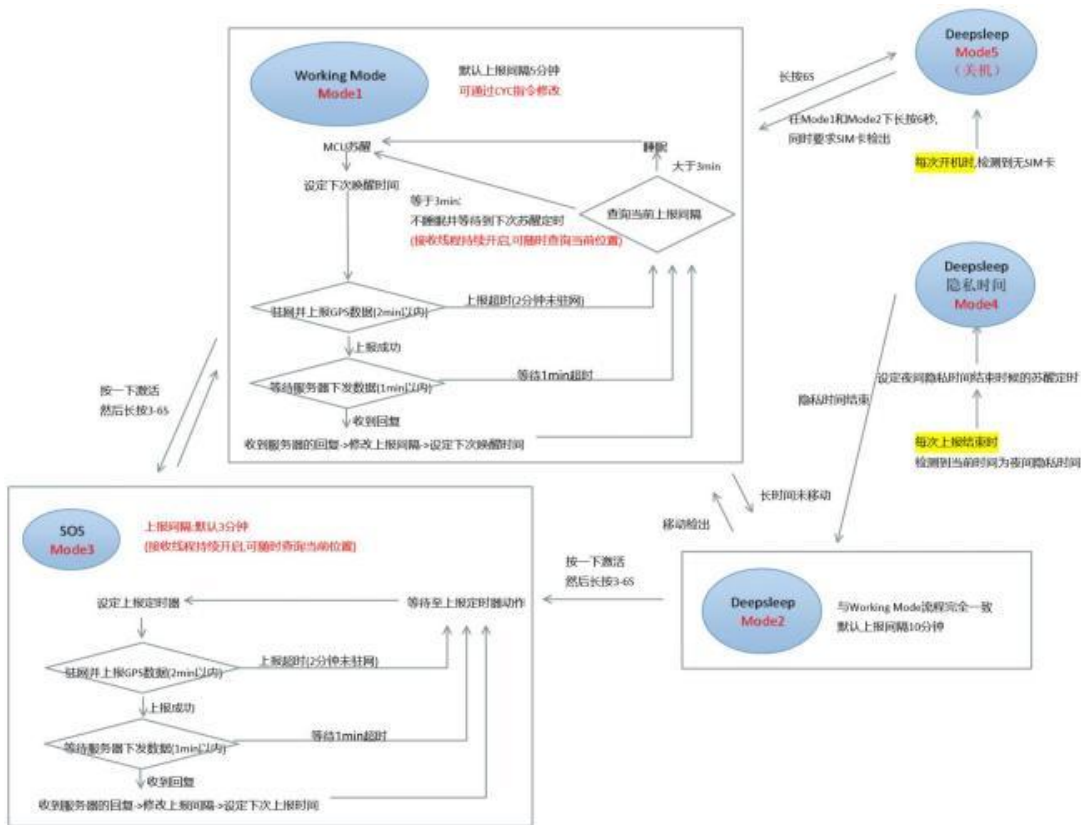 Working Mode
Mode1
默认上报间隔5分钟
可通过CYC指令修改
MCU苏醒
睡眠
大于3min
设定下次唤醒时间
等于3min:
不睡眠并等待到下次苏醒定时
(接收线程持续开启,可随时查询当前位置)
查询当前上报间隔
驻网并上报GPS数据(2min以内)
上报超时(2分钟未驻网)
上报成功
等待服务器下发数据(1min以内)
等待1min超时
收到回复
收到服务器的回复->修改上报间隔->设定下次唤醒时间
长按6S
在Mode1和Mode2下长按6秒,
同时要求SIM卡检出
Deepsleep
Mode5
(关机)
每次开机时,检测到无SIM卡
Deepsleep
隐私时间
Mode4
设定夜间隐私时间结束时候的苏醒定时
隐私时间结束
每次上报结束时
检测到当前时间为夜间隐私时间
按一下激活
然后长按3-6S
长时间未移动
移动检出
SOS
Mode3
上报间隔:默认3分钟
(接收线程持续开启,可随时查询当前位置)
设定上报定时器
等待至上报定时器动作
驻网并上报GPS数据(2min以内)
上报超时(2分钟未驻网)
上报成功
等待服务器下发数据(1min以内)
等待1min超时
收到回复
收到服务器的回复->修改上报间隔->设定下次上报时间
按一下激活
然后长按3-6S
Deepsleep
Mode2
与Working Mode流程完全一致
默认上报间隔10分钟